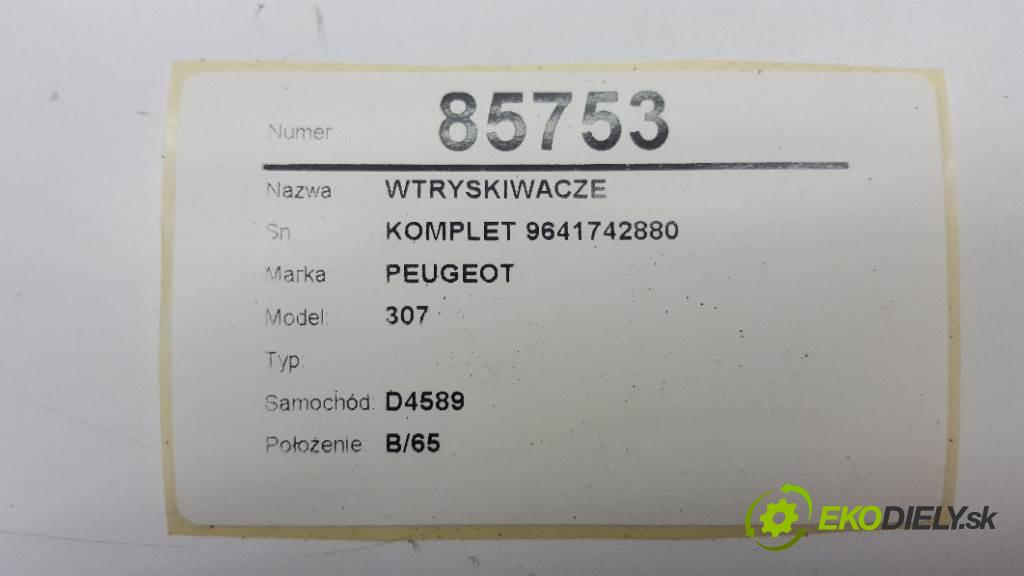 Numer 85753
Nazwa: WTRYSKIWACZE
Sn KOMPLET 9641742880
Marka: PEUGEOT
Model: 307
Typ
Samochód: D4589
Położenie: B/65
EKODIELY.sk